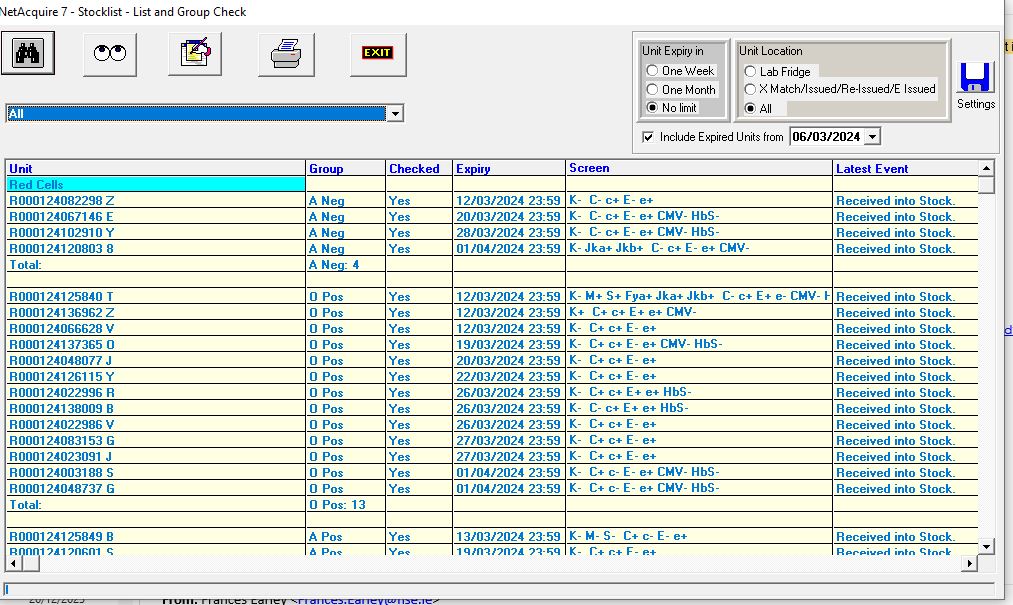 NetAcquire 7 - Stocklist - List and Group Check
EXIT
Unit Expiry in
One Week
One Month
No limit
Unit Location
Lab Fridge
X Match/Issued/Re-Issued/E Issued
All
Settings
All
Include Expired Units from 06/03/2024
Unit Group Checked Expiry Screen Latest Event
Red Cells
R000124082298 Z A Neg Yes 12/03/2024 23:59 K- C- c+ E- e+ Received into Stock.
R000124067146 E A Neg Yes 20/03/2024 23:59 K- C- c+ E- e+ CMV- HbS- Received into Stock.
R000124102910 Y A Neg Yes 28/03/2024 23:59 K- C- c+ E- e+ CMV- HbS- Received into Stock.
R000124120803 8 A Neg Yes 01/04/2024 23:59 K- Jka+ Jkb+ C- c+ E- e+ CMV- Received into Stock.
Total: A Neg: 4
R000124125840 T O Pos Yes 12/03/2024 23:59 K- M+ S+ Fya+ Jka+ Jkb+ C- c+ E+ e- CMV- H Received into Stock.
R000124136962 Z O Pos Yes 12/03/2024 23:59 K+ C+ c+ E+ e+ CMV- Received into Stock.
R000124066628 V O Pos Yes 12/03/2024 23:59 K- C+ c+ E- e+ Received into Stock.
R000124137365 O O Pos Yes 19/03/2024 23:59 K- C+ c+ E- e+ CMV- HbS- Received into Stock.
R000124048077 J O Pos Yes 20/03/2024 23:59 K- C+ c+ E- e+ Received into Stock.
R000124126115 Y O Pos Yes 22/03/2024 23:59 K- C+ c+ E- e+ Received into Stock.
R000124022996 R O Pos Yes 26/03/2024 23:59 K- C+ c+ E+ e+ HbS- Received into Stock.
R000124138009 B O Pos Yes 26/03/2024 23:59 K- C- c+ E+ e+ HbS- Received into Stock.
R000124022986 V O Pos Yes 26/03/2024 23:59 K- C+ c+ E- e+ Received into Stock.
R000124083153 G O Pos Yes 27/03/2024 23:59 K- C+ c+ E- e+ Received into Stock.
R000124023091 J O Pos Yes 27/03/2024 23:59 K- C+ c+ E- e+ Received into Stock.
R000124003188 S O Pos Yes 01/04/2024 23:59 K- C+ c- E- e+ CMV- HbS- Received into Stock.
R000124048737 G O Pos Yes 01/04/2024 23:59 K- C+ c- E- e+ CMV- HbS- Received into Stock.
Total: O Pos: 13
R000124125849 B A Pos Yes 13/03/2024 23:59 K- M- S- C+ c- E- e+ Received into Stock.
R000124120601 S A Pos Yes 19/03/2024 23:59 K- C+ c+ E- e+ Received into Stock.
20/12/2023 From: Frances Earley <Frances.Earley@hse.ie>